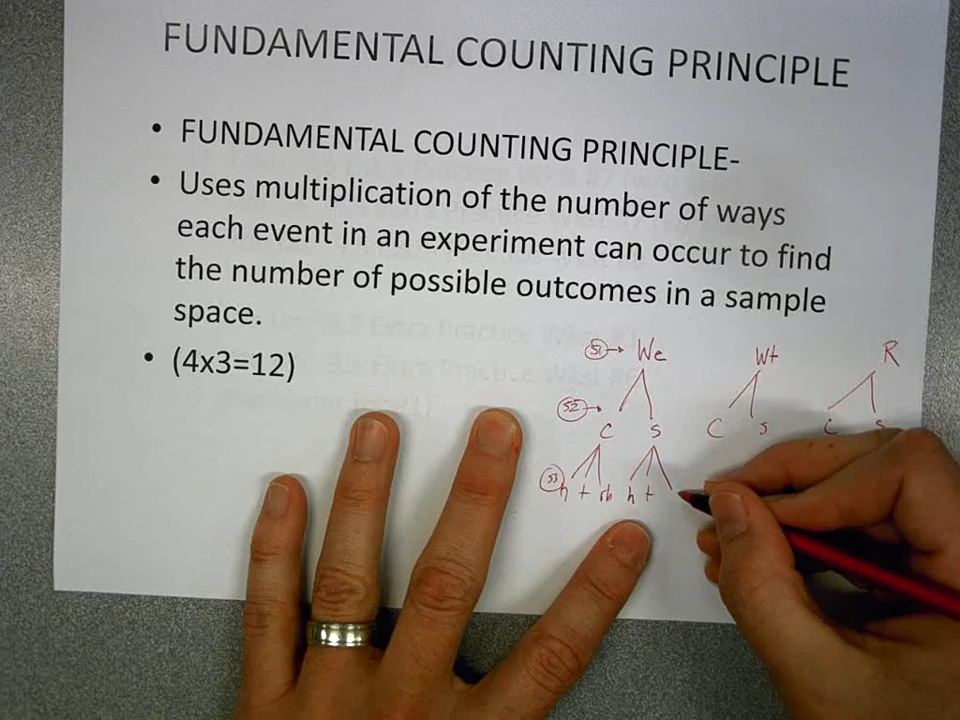 FUNDAMENTAL COUNTING PRINCIPLE
• FUNDAMENTAL COUNTING PRINCIPLE-
• Uses multiplication of the number of ways
each event in an experiment can occur to find
the number of possible outcomes in a sample
space.
• (4x3=12)
S1→ We Wt R
S2→
C S C S C S
S3 h t rb h t